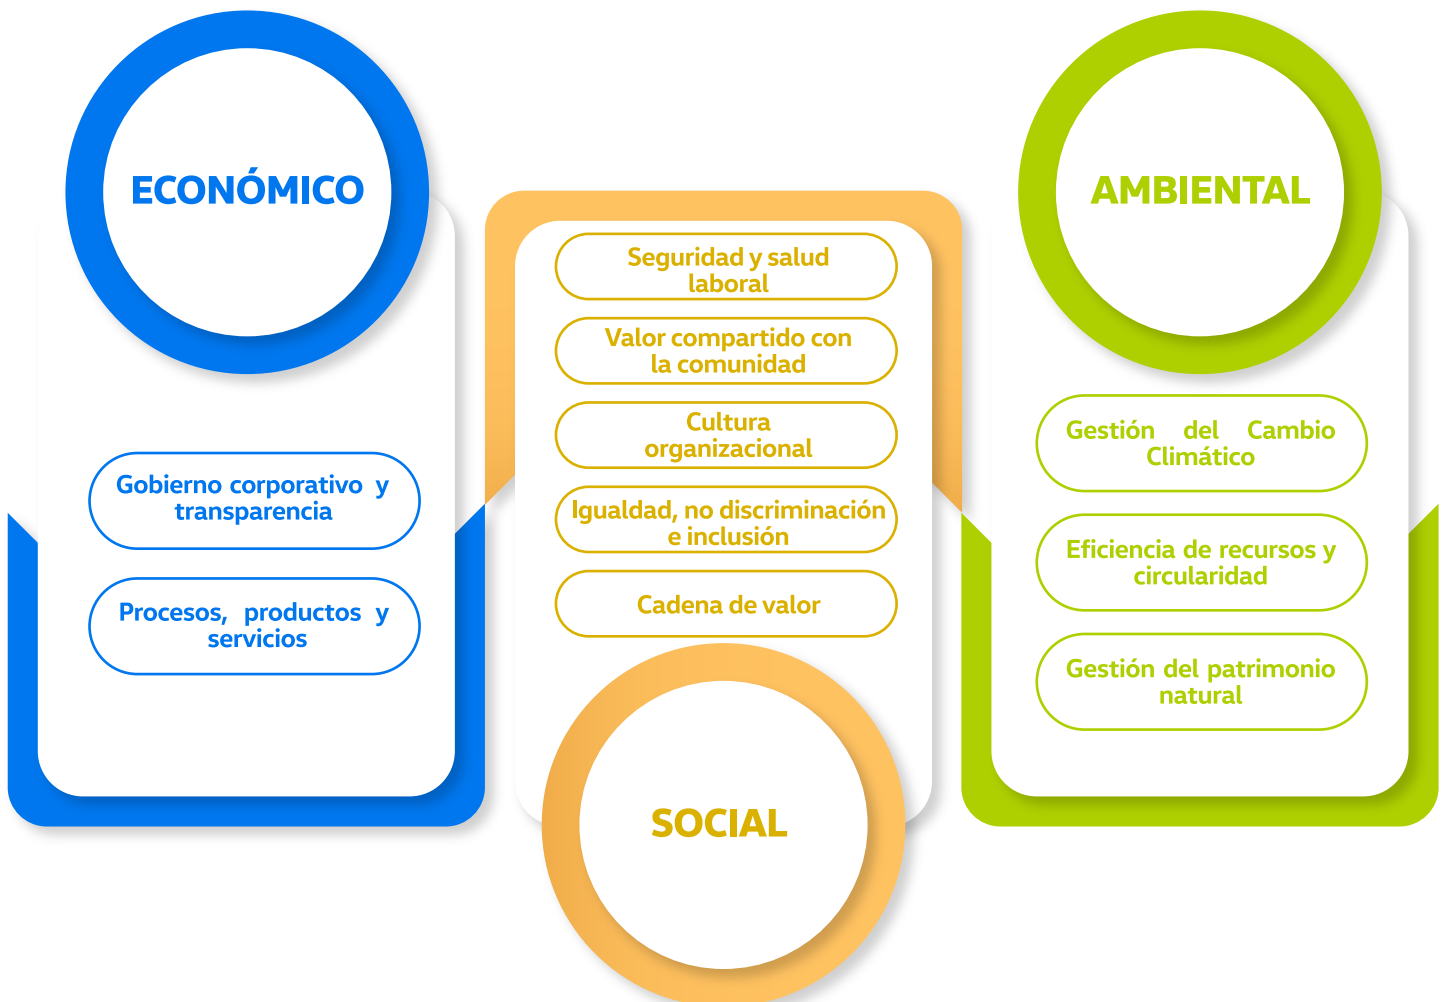 ECONÓMICO
Gobierno corporativo y
transparencia
Procesos, productos y
servicios
Seguridad y salud
laboral
Valor compartido con
la comunidad
Cultura
organizacional
Igualdad, no discriminación
e inclusión
Cadena de valor
SOCIAL
AMBIENTAL
Gestión del Cambio
Climático
Eficiencia de recursos y
circularidad
Gestión del patrimonio
natural